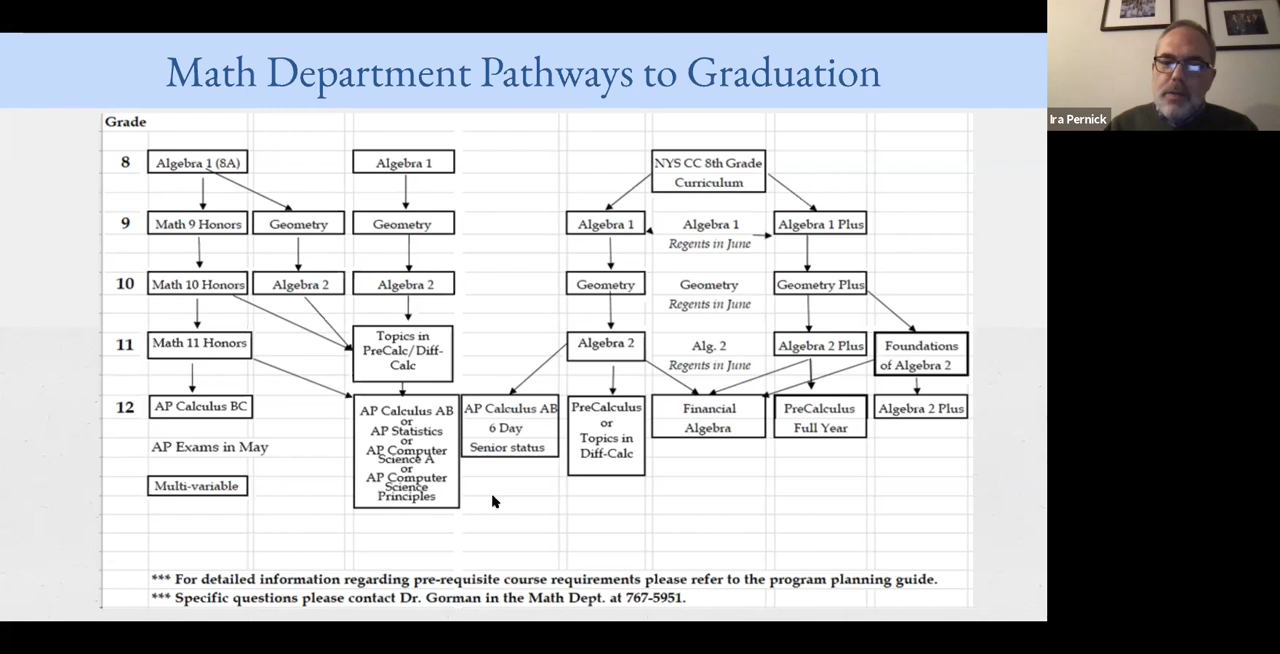 Math Department Pathways to Graduation
Ira Pernick
Grade
8
Algebra 1 (8A)
Algebra 1
NYS CC 8th Grade
Curriculum
9
Math 9 Honors
Geometry
Geometry
Algebra 1
Algebra 1
Regents in June
Algebra 1 Plus
10
Math 10 Honors
Algebra 2
Algebra 2
Geometry
Geometry
Regents in June
Geometry Plus
11
Math 11 Honors
Topics in
PreCalc/Diff-
Calc
Algebra 2
Alg. 2
Regents in June
Algebra 2 Plus
Foundations
of Algebra 2
12
AP Calculus BC
AP Calculus AB
or
AP Statistics
or
AP Computer
Science A
or
AP Computer
Science
Principles
AP Calculus AB
6 Day
Senior status
PreCalculus
or
Topics in
Diff-Calc
Financial
Algebra
PreCalculus
Full Year
Algebra 2 Plus
AP Exams in May
Multi-variable
*** For detailed information regarding pre-requisite course requirements please refer to the program planning guide.
*** Specific questions please contact Dr. Gorman in the Math Dept. at 767-5951.